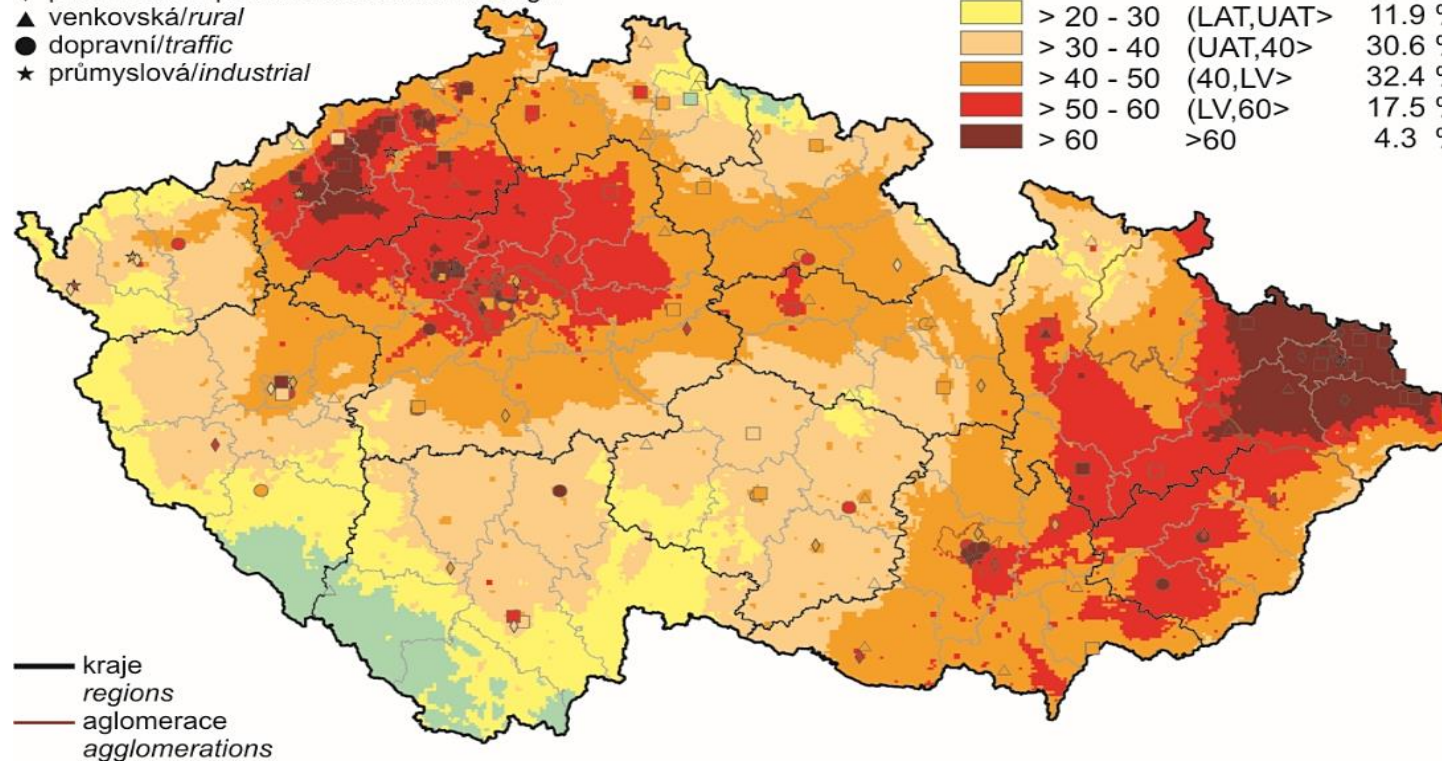 venkovská/rural
dopravní/traffic
průmyslová/industrial
> 20 - 30 (LAT,UAT> 11.9 %
> 30 - 40 (UAT,40> 30.6 %
> 40 - 50 (40,LV> 32.4 %
> 50 - 60 (LV,60> 17.5 %
> 60 >60 4.3 %
kraje
regions
aglomerace
agglomerations